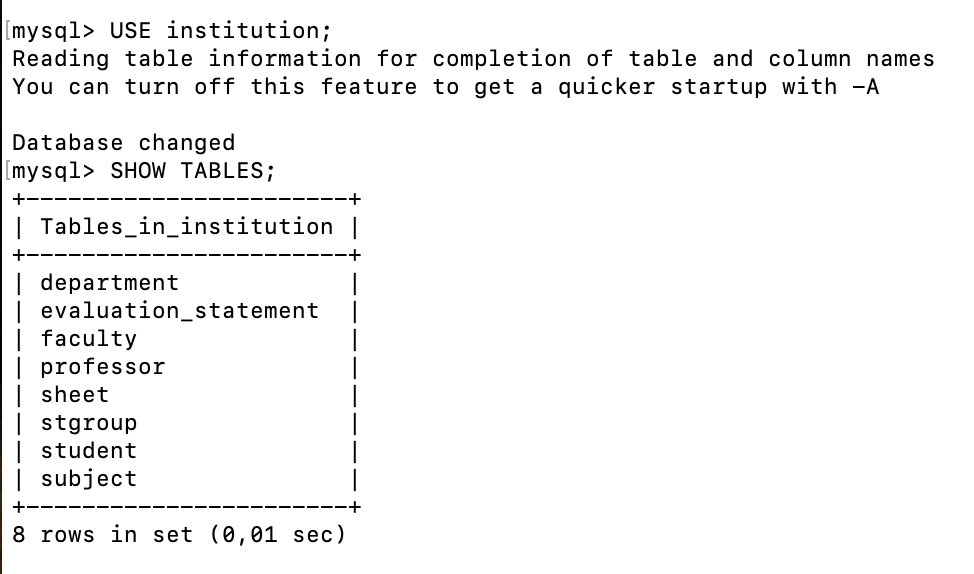 [mysql> USE institution;
Reading table information for completion of table and column names
You can turn off this feature to get a quicker startup with -A
Database changed
[mysql> SHOW TABLES;
+-----------------------+
| Tables_in_institution |
+-----------------------+
| department            |
| evaluation_statement  |
| faculty               |
| professor             |
| sheet                 |
| stgroup               |
| student               |
| subject               |
+-----------------------+
8 rows in set (0,01 sec)